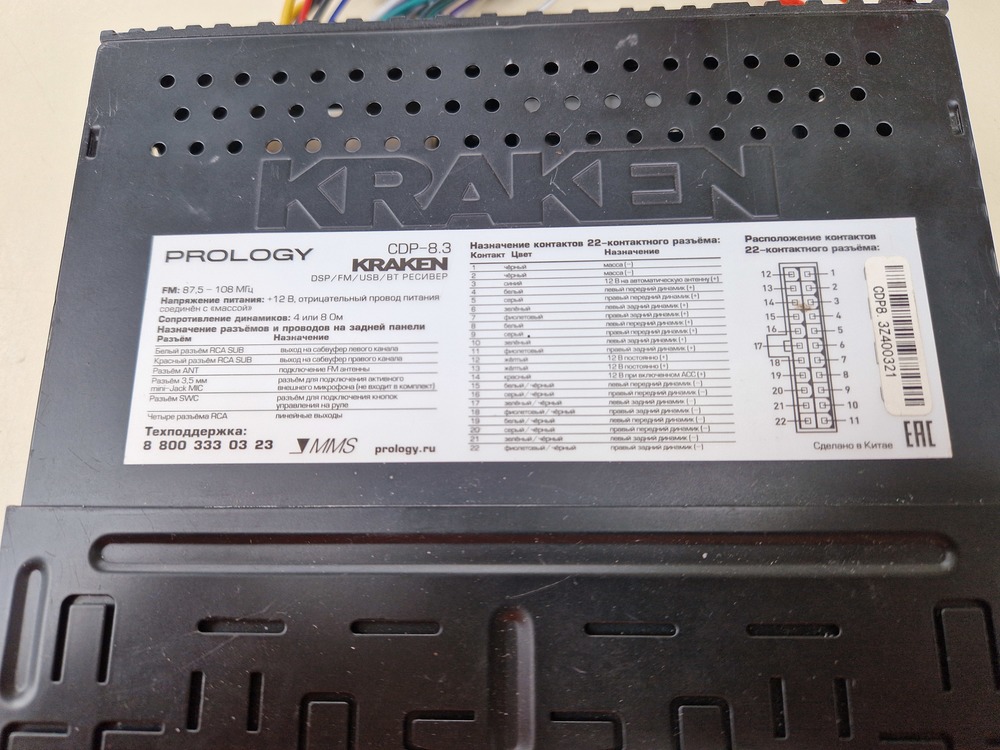 KRAKEN
PROLOGY
CDP-8.3
KRAKEN
DSP/FM/USB/BT РЕСИВЕР
FM: 87,5 - 108 МГц
Напряжение питания: +12 В, отрицательный провод питания
соединён с «массой»
Сопротивление динамиков: 4 или 8 Ом
Назначение разъёмов и проводов на задней панели
Разъём Назначение
Белый разъём RCA SUB выход на сабвуфер левого канала
Красный разъём RCA SUB выход на сабвуфер правого канала
Разъём ANT подключение FM антенны
Разъём 3,5 мм разъём для подключения активного
mini-Jack MIC внешнего микрофона (не входит в комплект)
Разъём SWC разъём для подключения кнопок
управления на руле
Четыре разъёма RCA линейные выходы
Техподдержка:
8 800 333 03 23 MMS prology.ru
Назначение контактов 22-контактного разъёма:
Контакт Цвет Назначение
1 чёрный масса (-)
2 чёрный масса (-)
3 синий 12 В на автоматическую антенну (+)
4 белый левый передний динамик (+)
5 серый правый передний динамик (+)
6 зелёный левый задний динамик (+)
7 фиолетовый правый задний динамик (+)
8 белый левый передний динамик (+)
9 серый правый передний динамик (+)
10 зелёный левый задний динамик (+)
11 фиолетовый правый задний динамик (+)
12 жёлтый 12 В постоянно (+)
13 жёлтый 12 В постоянно (+)
14 красный 12 В при включенном АСС (+)
15 белый / чёрный левый передний динамик (-)
16 серый / чёрный правый передний динамик (-)
17 зелёный / чёрный левый задний динамик (-)
18 фиолетовый / чёрный правый задний динамик (-)
19 белый / чёрный левый передний динамик (-)
20 серый / чёрный правый передний динамик (-)
21 зелёный / чёрный левый задний динамик (-)
22 фиолетовый / чёрный правый задний динамик (-)
Расположение контактов
22-контактного разъёма:
12 1
13 2
14 3
15 4
16 5
17 6
18 7
19 8
20 9
21 10
22 11
Сделано в Китае
EAC
CDP8.3Z400321